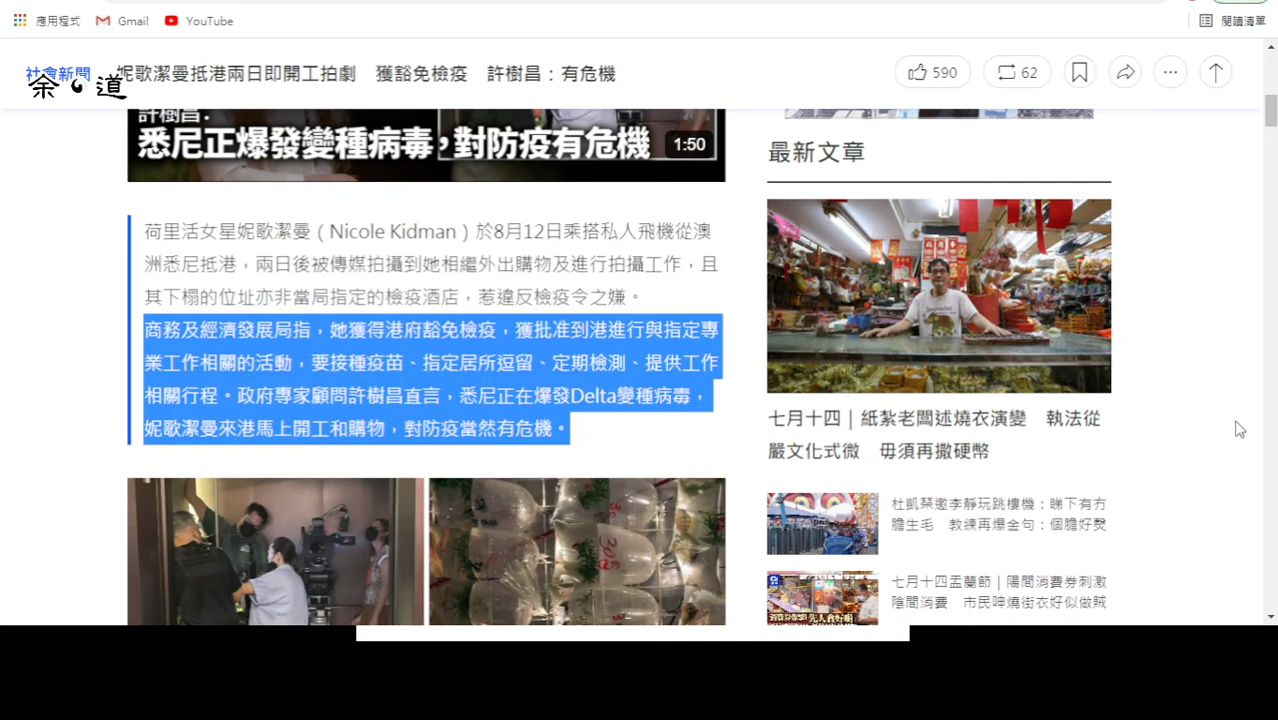 應用程式
Gmail
YouTube
閱讀清單
社會新聞
余道
妮歌潔曼抵港兩日即開工拍劇 獲豁免檢疫 許樹昌：有危機
590
62
許樹昌：
悉尼正爆發變種病毒，對防疫有危機
1:50
荷里活女星妮歌潔曼（Nicole Kidman）於8月12日乘搭私人飛機從澳
洲悉尼抵港，兩日後被傳媒拍攝到她相繼外出購物及進行拍攝工作，且
其下榻的位址亦非當局指定的檢疫酒店，惹違反檢疫令之嫌。
商務及經濟發展局指，她獲得港府豁免檢疫，獲批准到港進行與指定專
業工作相關的活動，要接種疫苗、指定居所逗留、定期檢測、提供工作
相關行程。政府專家顧問許樹昌直言，悉尼正在爆發Delta變種病毒，
妮歌潔曼來港馬上開工和購物，對防疫當然有危機。
最新文章
七月十四｜紙紮老闆述燒衣演變 執法從
嚴文化式微 毋須再撒硬幣
杜凱琹邀李靜玩跳樓機：睇下有冇
膽生毛 教練再爆金句：個膽好㷫
七月十四盂蘭節｜陽間消費券刺激
陰間消費 市民呻燒街衣好似做賊